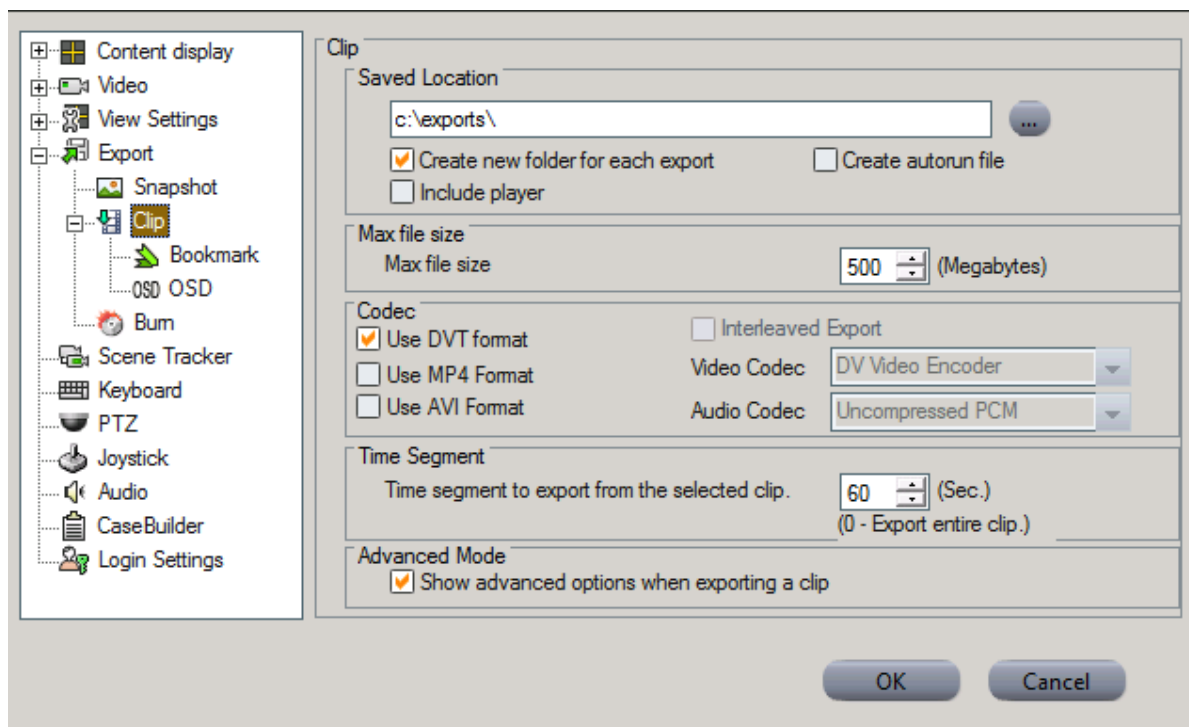 Content display
Video
View Settings
Export
Snapshot
Clip
Bookmark
OSD OSD
Burn
Scene Tracker
Keyboard
PTZ
Joystick
Audio
CaseBuilder
Login Settings
Clip
Saved Location
c:\exports\
...
Create new folder for each export
Create autorun file
Include player
Max file size
Max file size
500
(Megabytes)
Codec
Use DVT format
Interleaved Export
Use MP4 Format
Video Codec
DV Video Encoder
Use AVI Format
Audio Codec
Uncompressed PCM
Time Segment
Time segment to export from the selected clip.
60
(Sec.)
(0 - Export entire clip.)
Advanced Mode
Show advanced options when exporting a clip
OK
Cancel